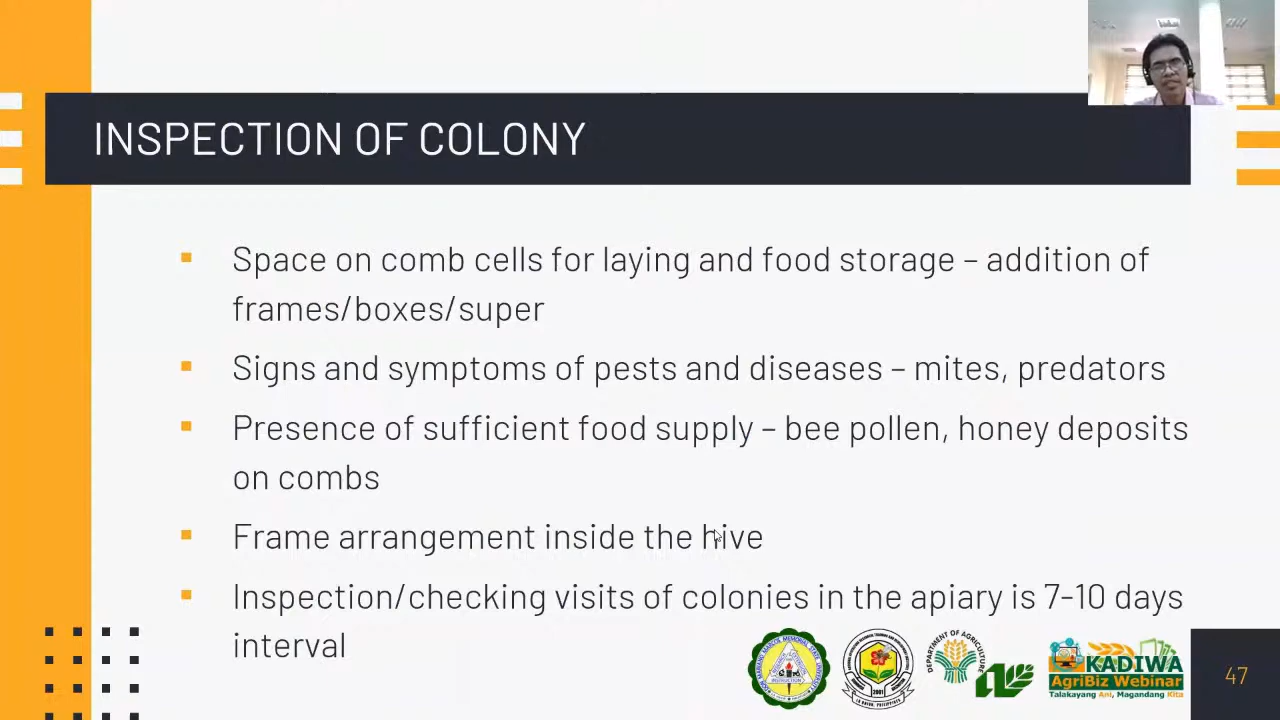 INSPECTION OF COLONY
Space on comb cells for laying and food storage – addition of
frames/boxes/super
Signs and symptoms of pests and diseases – mites, predators
Presence of sufficient food supply – bee pollen, honey deposits
on combs
Frame arrangement inside the hive
Inspection/checking visits of colonies in the apiary is 7-10 days
interval
DEPARTMENT OF AGRICULTURE
KADIWA
AgriBiz Webinar
Talakayang Ani, Magandang Kita
2001
47